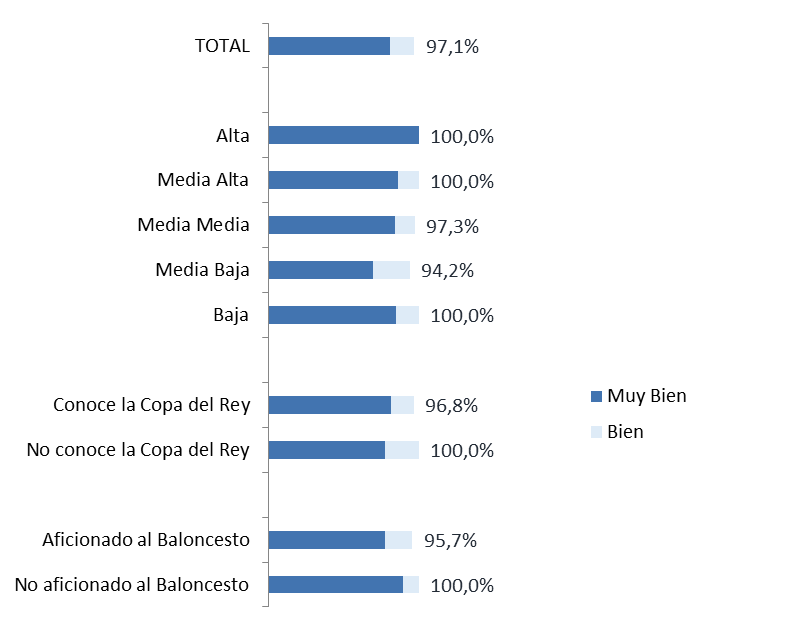 TOTAL 97,1%
Alta 100,0%
Media Alta 100,0%
Media Media 97,3%
Media Baja 94,2%
Baja 100,0%
Conoce la Copa del Rey 96,8%
No conoce la Copa del Rey 100,0%
Aficionado al Baloncesto 95,7%
No aficionado al Baloncesto 100,0%
Muy Bien
Bien